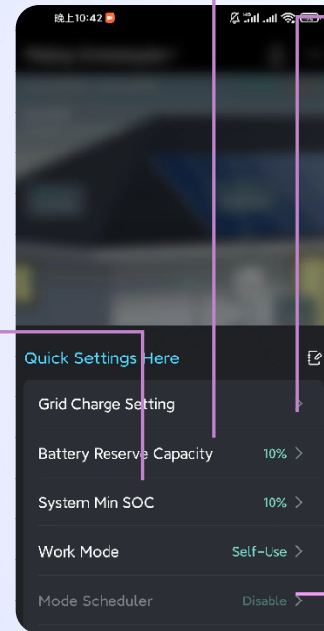 晚上10:42
Quick Settings Here
Grid Charge Setting
Battery Reserve Capacity 10%
System Min SOC 10%
Work Mode Self-Use
Mode Scheduler Disable